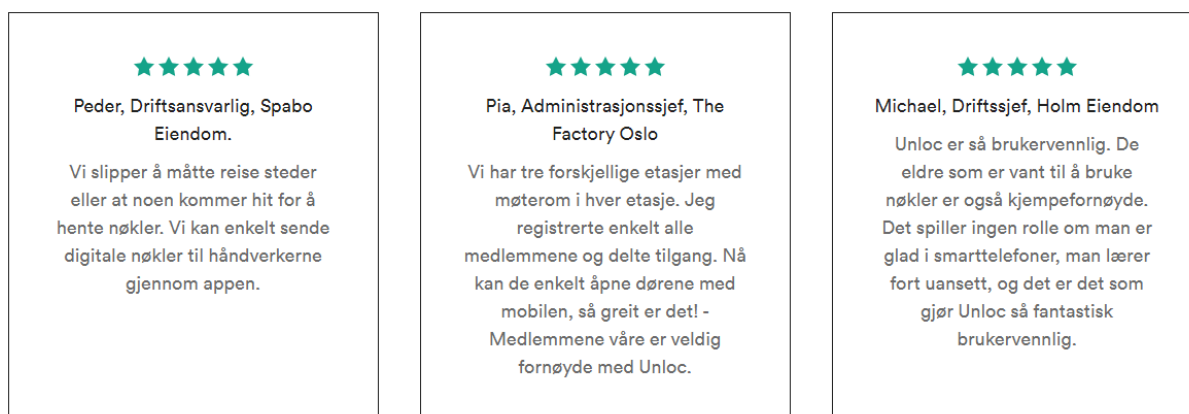 Peder, Driftsansvarlig, Spabo
Eiendom.
Vi slipper å måtte reise steder
eller at noen kommer hit for å
hente nøkler. Vi kan enkelt sende
digitale nøkler til håndverkerne
gjennom appen.
Pia, Administrasjonssjef, The
Factory Oslo
Vi har tre forskjellige etasjer med
møterom i hver etasje. Jeg
registrerte enkelt alle
medlemmene og delte tilgang. Nå
kan de enkelt åpne dørene med
mobilen, så greit er det! -
Medlemmene våre er veldig
fornøyde med Unloc.
Michael, Driftssjef, Holm Eiendom
Unloc er så brukervennlig. De
eldre som er vant til å bruke
nøkler er også kjempefornøyde.
Det spiller ingen rolle om man er
glad i smarttelefoner, man lærer
fort uansett, og det er det som
gjør Unloc så fantastisk
brukervennlig.